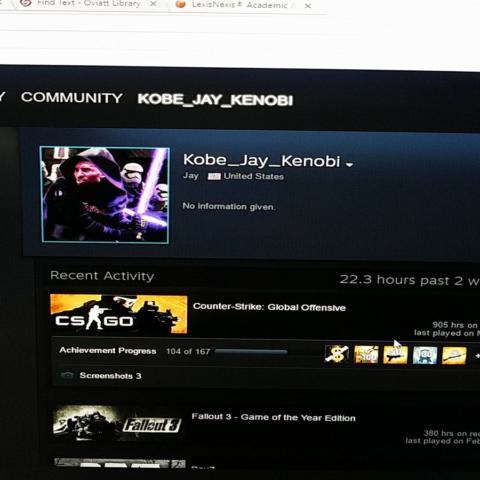 Find Text - Oviatt Library ×
LexisNexis® Academic ×
Y COMMUNITY KOBE_JAY_KENOBI
Kobe_Jay_Kenobi
Jay United States
No information given.
Recent Activity 22.3 hours past 2 w
CS GO Counter-Strike: Global Offensive
905 hrs on
last played on
Achievement Progress 104 of 167
Screenshots 3
Fallout 3 Fallout 3 - Game of the Year Edition
380 hrs on rec
last played on Feb